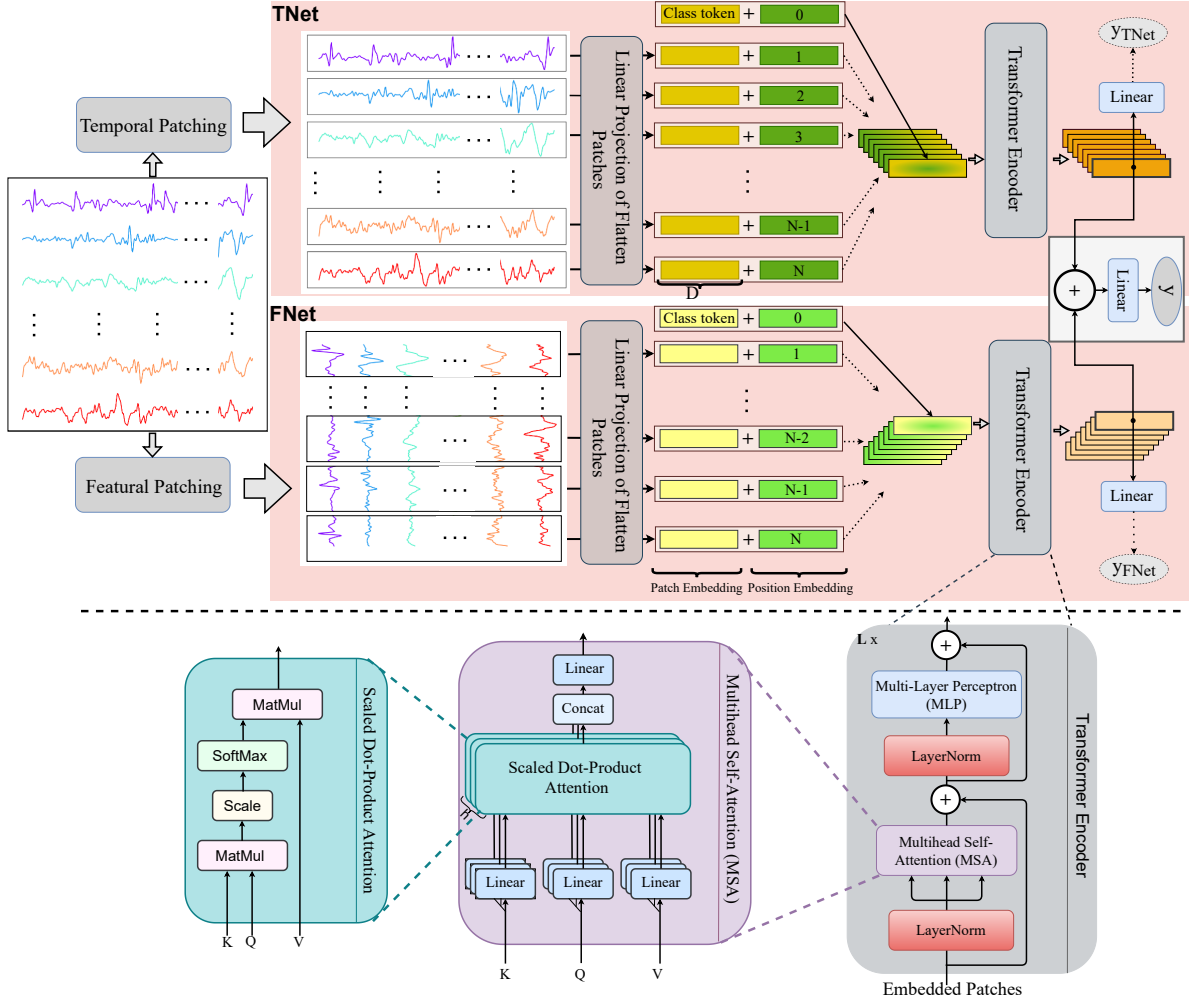 TNet
Temporal Patching
Linear Projection of Flatten
Patches
Class token + 0
+ 1
+ 2
+ 3
+ N-1
+ N
D
Transformer Encoder
Linear
yTNet
+
Linear
y
FNet
Featural Patching
Linear Projection of Flatten
Patches
Class token + 0
+ 1
+ N-2
+ N-1
+ N
Patch Embedding
Position Embedding
Transformer Encoder
Linear
yFNet
MatMul
SoftMax
Scale
MatMul
K Q V
Scaled Dot-Product Attention
Linear
Concat
Scaled Dot-Product
Attention
Linear Linear Linear
K Q V
Multihead Self-Attention (MSA)
L x
+
Multi-Layer Perceptron
(MLP)
LayerNorm
+
Multihead Self-
Attention (MSA)
LayerNorm
Embedded Patches
Transformer Encoder